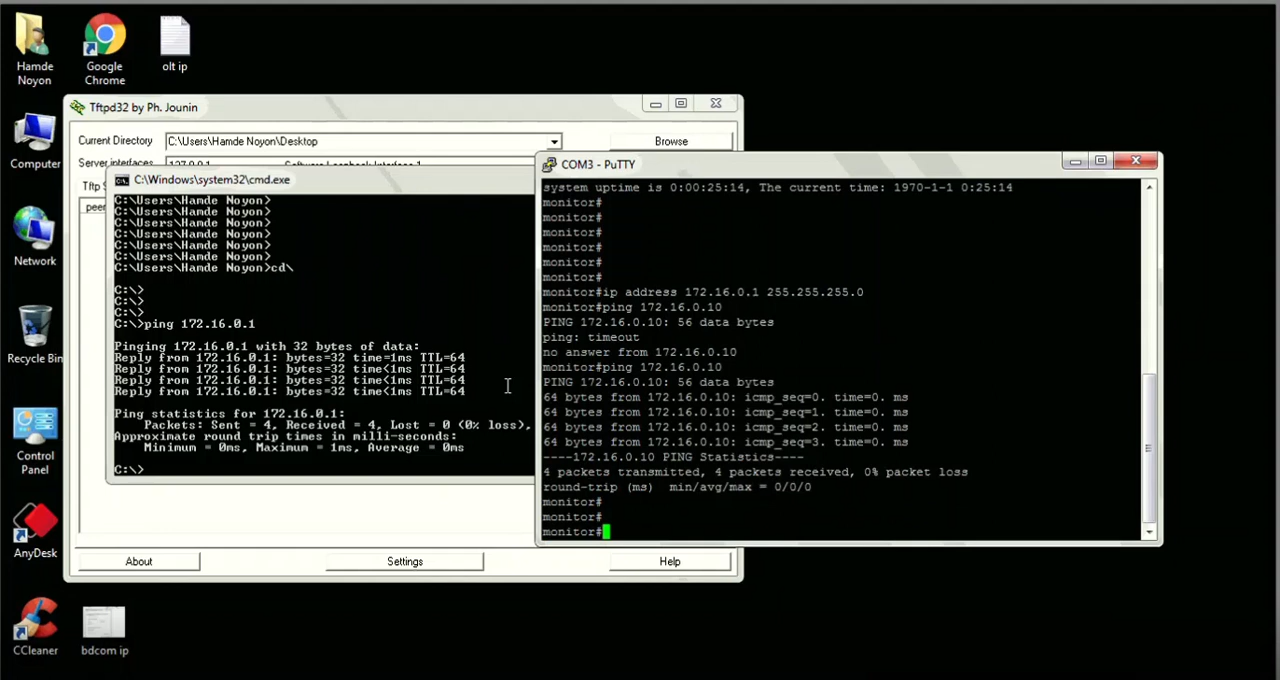 Hamde
Noyon
Google
Chrome
olt ip
Computer
Network
Recycle Bin
Control
Panel
AnyDesk
CCleaner
bdcom ip
Tftpd32 by Ph. Jounin
Current Directory C:\Users\Hamde Noyon\Desktop Browse
Server interfaces 127.0.0.1 Software Loopback Interface 1
Tftp S
peer
About Settings Help
C:\Windows\system32\cmd.exe
C:\Users\Hamde Noyon>
C:\Users\Hamde Noyon>
C:\Users\Hamde Noyon>
C:\Users\Hamde Noyon>
C:\Users\Hamde Noyon>
C:\Users\Hamde Noyon>
C:\Users\Hamde Noyon>cd\
C:\>
C:\>
C:\>
C:\>ping 172.16.0.1
Pinging 172.16.0.1 with 32 bytes of data:
Reply from 172.16.0.1: bytes=32 time=1ms TTL=64
Reply from 172.16.0.1: bytes=32 time<1ms TTL=64
Reply from 172.16.0.1: bytes=32 time<1ms TTL=64
Reply from 172.16.0.1: bytes=32 time<1ms TTL=64
Ping statistics for 172.16.0.1:
Packets: Sent = 4, Received = 4, Lost = 0 (0% loss),
Approximate round trip times in milli-seconds:
Minimum = 0ms, Maximum = 1ms, Average = 0ms
C:\>
COM3 - PuTTY
system uptime is 0:00:25:14, The current time: 1970-1-1 0:25:14
monitor#
monitor#
monitor#
monitor#
monitor#
monitor#
monitor#ip address 172.16.0.1 255.255.255.0
monitor#ping 172.16.0.10
PING 172.16.0.10: 56 data bytes
ping: timeout
no answer from 172.16.0.10
monitor#ping 172.16.0.10
PING 172.16.0.10: 56 data bytes
64 bytes from 172.16.0.10: icmp_seq=0. time=0. ms
64 bytes from 172.16.0.10: icmp_seq=1. time=0. ms
64 bytes from 172.16.0.10: icmp_seq=2. time=0. ms
64 bytes from 172.16.0.10: icmp_seq=3. time=0. ms
----172.16.0.10 PING Statistics----
4 packets transmitted, 4 packets received, 0% packet loss
round-trip (ms)  min/avg/max = 0/0/0
monitor#
monitor#
monitor#